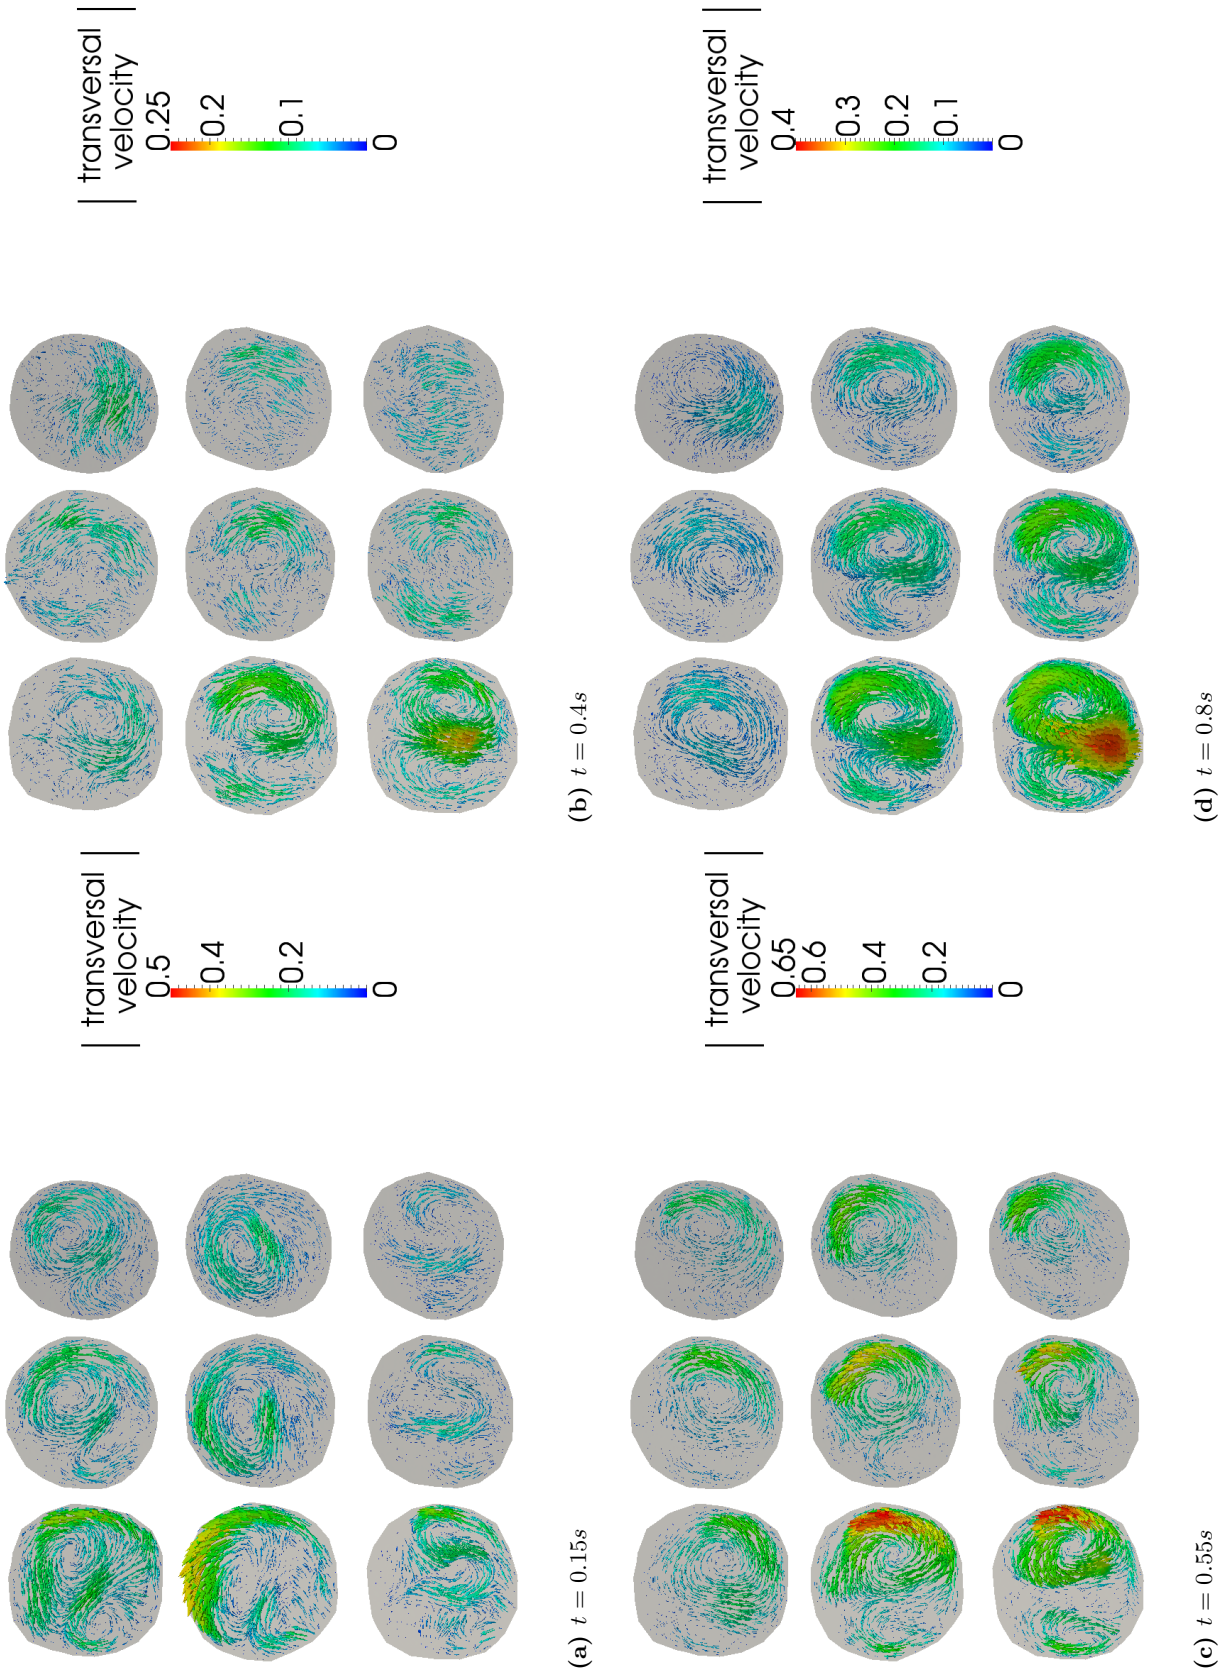 | transversal |
velocity
0.5
0.4
0.2
0
(a) t = 0.15s
| transversal |
velocity
0.25
0.2
0.1
0
(b) t = 0.4s
| transversal |
velocity
0.65
0.6
0.4
0.2
0
(c) t = 0.55s
| transversal |
velocity
0.4
0.3
0.2
0.1
0
(d) t = 0.8s